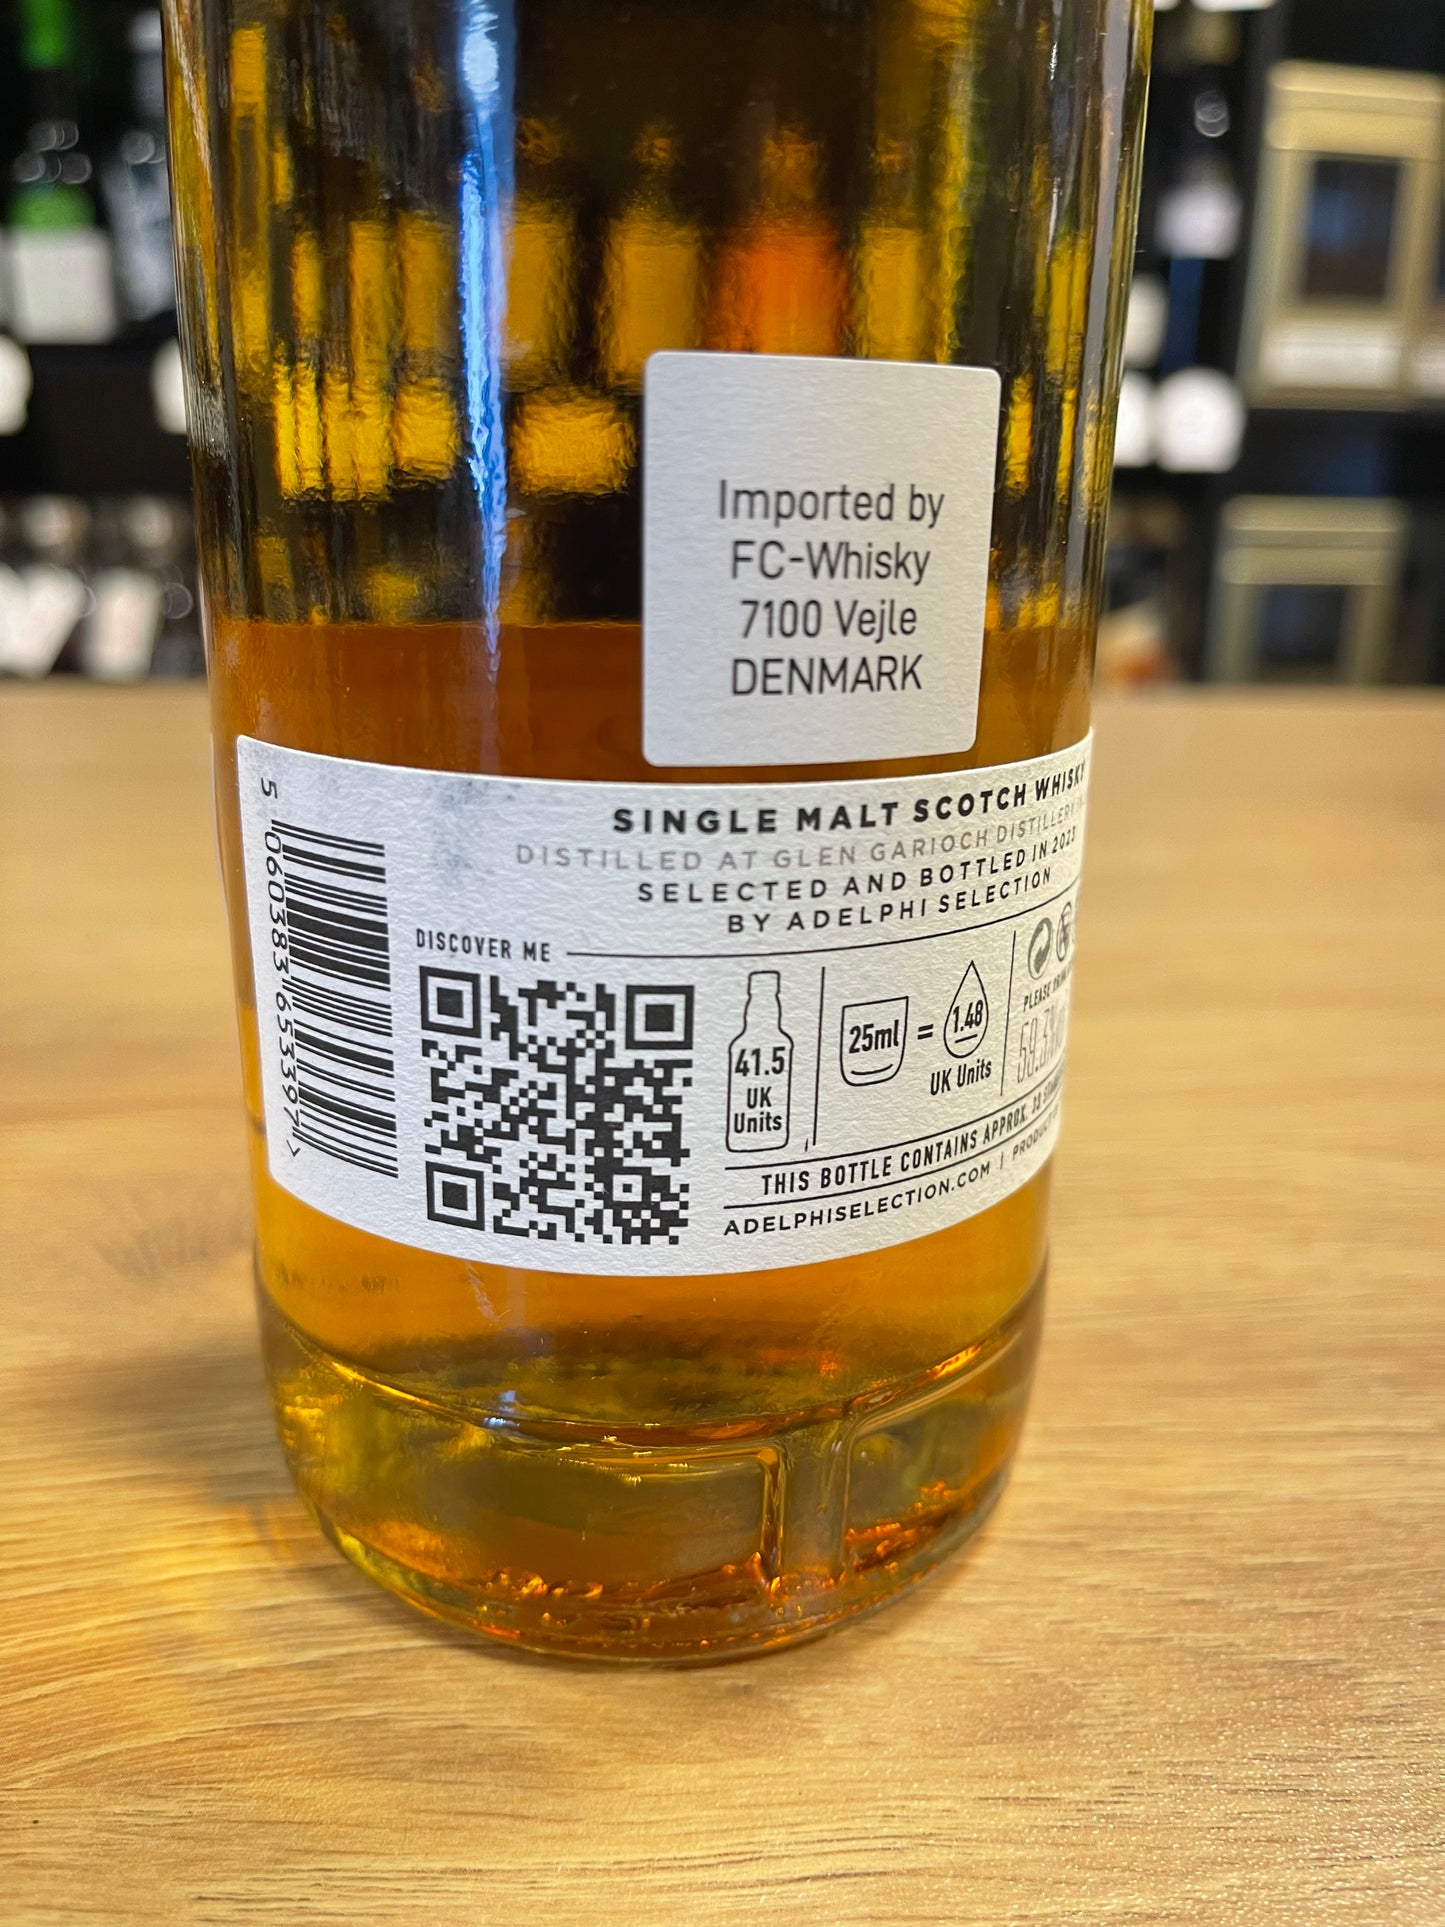 Imported by
FC-Whisky
7100 Vejle
DENMARK
SINGLE MALT SCOTCH WHISKY
DISTILLED AT GLEN GARIOCH DISTILLERY
SELECTED AND BOTTLED IN 2023
BY ADELPHI SELECTION
5 060383 653397 >
DISCOVER ME
41.5
UK
Units
25ml = 1.48
UK Units
PLEASE
THIS BOTTLE CONTAINS APPROX.
ADELPHISELECTION.COM |